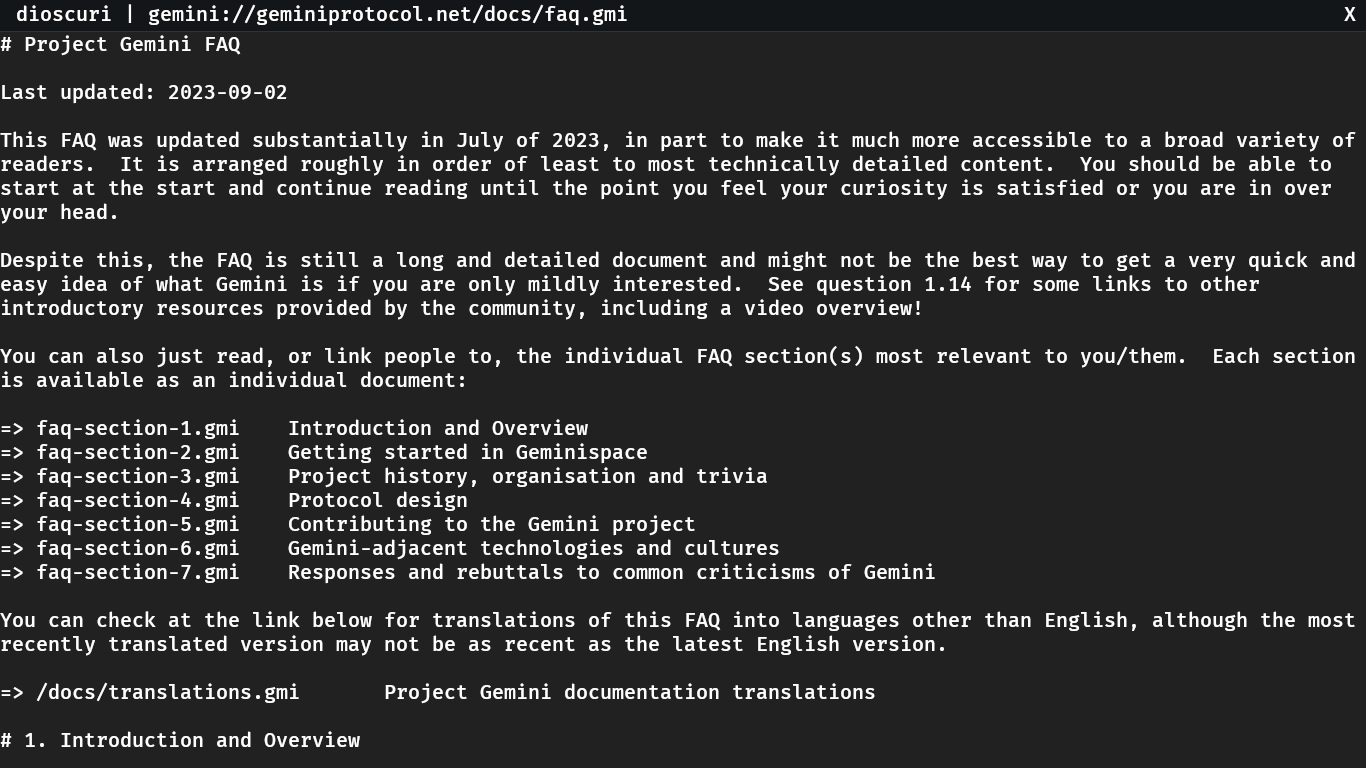 dioscuri | gemini://geminiprotocol.net/docs/faq.gmi X
# Project Gemini FAQ
Last updated: 2023-09-02
This FAQ was updated substantially in July of 2023, in part to make it much more accessible to a broad variety of
readers.  It is arranged roughly in order of least to most technically detailed content.  You should be able to
start at the start and continue reading until the point you feel your curiosity is satisfied or you are in over
your head.
Despite this, the FAQ is still a long and detailed document and might not be the best way to get a very quick and
easy idea of what Gemini is if you are only mildly interested.  See question 1.14 for some links to other
introductory resources provided by the community, including a video overview!
You can also just read, or link people to, the individual FAQ section(s) most relevant to you/them.  Each section
is available as an individual document:
=> faq-section-1.gmi    Introduction and Overview
=> faq-section-2.gmi    Getting started in Geminispace
=> faq-section-3.gmi    Project history, organisation and trivia
=> faq-section-4.gmi    Protocol design
=> faq-section-5.gmi    Contributing to the Gemini project
=> faq-section-6.gmi    Gemini-adjacent technologies and cultures
=> faq-section-7.gmi    Responses and rebuttals to common criticisms of Gemini
You can check at the link below for translations of this FAQ into languages other than English, although the most
recently translated version may not be as recent as the latest English version.
=> /docs/translations.gmi       Project Gemini documentation translations
# 1. Introduction and Overview